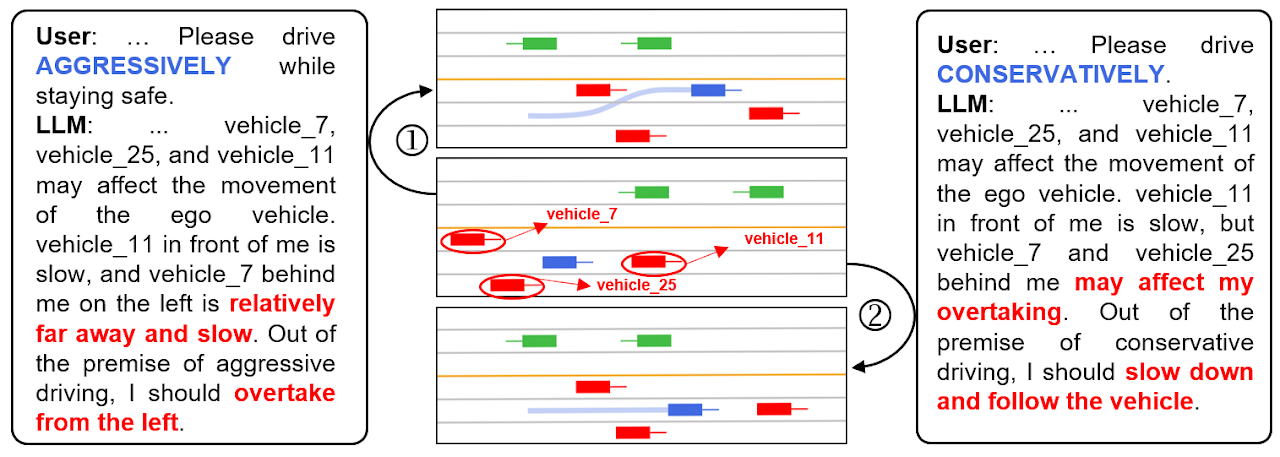 User: … Please drive
AGGRESSIVELY while
staying safe.
LLM: ... vehicle_7,
vehicle_25, and vehicle_11
may affect the movement
of the ego vehicle.
vehicle_11 in front of me is
slow, and vehicle_7 behind
me on the left is relatively
far away and slow. Out of
the premise of aggressive
driving, I should overtake
from the left.
①
vehicle_7
vehicle_11
vehicle_25
②
User: … Please drive
CONSERVATIVELY.
LLM: ... vehicle_7,
vehicle_25, and vehicle_11
may affect the movement of
the ego vehicle. vehicle_11
in front of me is slow, but
vehicle_7 and vehicle_25
behind me may affect my
overtaking. Out of the
premise of conservative
driving, I should slow down
and follow the vehicle.